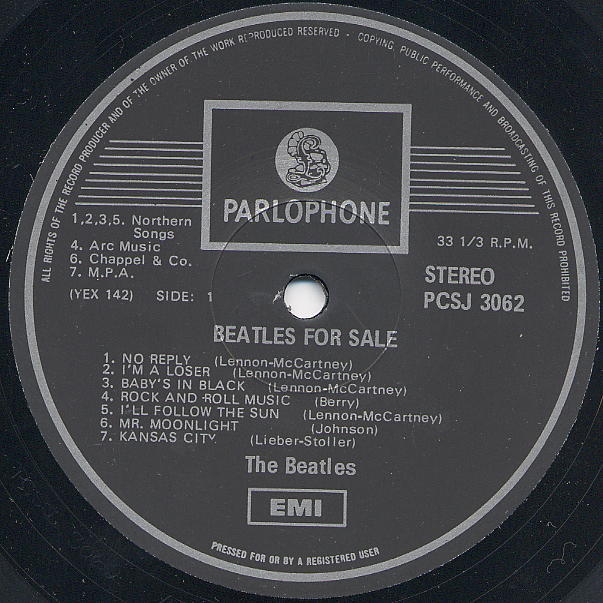 ALL RIGHTS OF THE RECORD PRODUCER AND OF THE OWNER OF THE WORK REPRODUCED RESERVED - COPYING, PUBLIC PERFORMANCE AND BROADCASTING OF THIS RECORD PROHIBITED
PARLOPHONE
1,2,3,5. Northern
Songs
4. Arc Music
6. Chappel & Co.
7. M.P.A.
33 1/3 R.P.M.
(YEX 142) SIDE: 1
STEREO
PCSJ 3062
BEATLES FOR SALE
1. NO REPLY (Lennon-McCartney)
2. I'M A LOSER (Lennon-McCartney)
3. BABY'S IN BLACK (Lennon-McCartney)
4. ROCK AND ROLL MUSIC (Berry)
5. I'LL FOLLOW THE SUN (Lennon-McCartney)
6. MR. MOONLIGHT (Johnson)
7. KANSAS CITY (Lieber-Stoller)
The Beatles
EMI
PRESSED FOR OR BY A REGISTERED USER